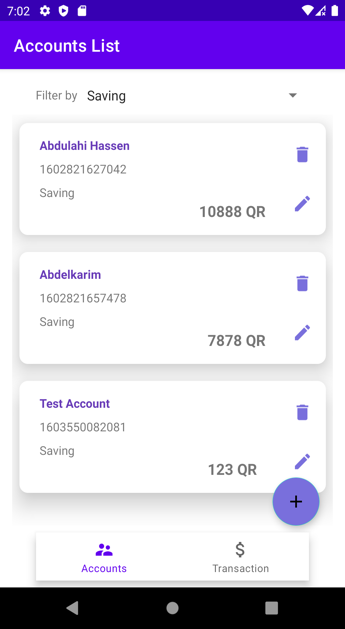 7:02
Accounts List
Filter by Saving
Abdulahi Hassen
1602821627042
Saving
10888 QR
Abdelkarim
1602821657478
Saving
7878 QR
Test Account
1603550082081
Saving
123 QR
+
$
Accounts Transaction